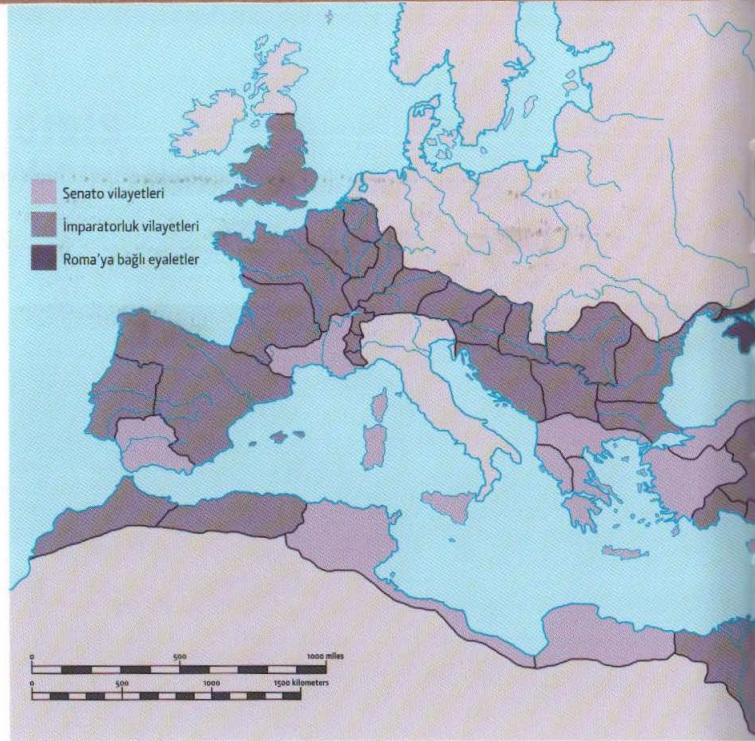 Senato vilayetleri
İmparatorluk vilayetleri
Roma'ya bağlı eyaletler
0 500 1000 miles
0 500 1000 1500 kilometers